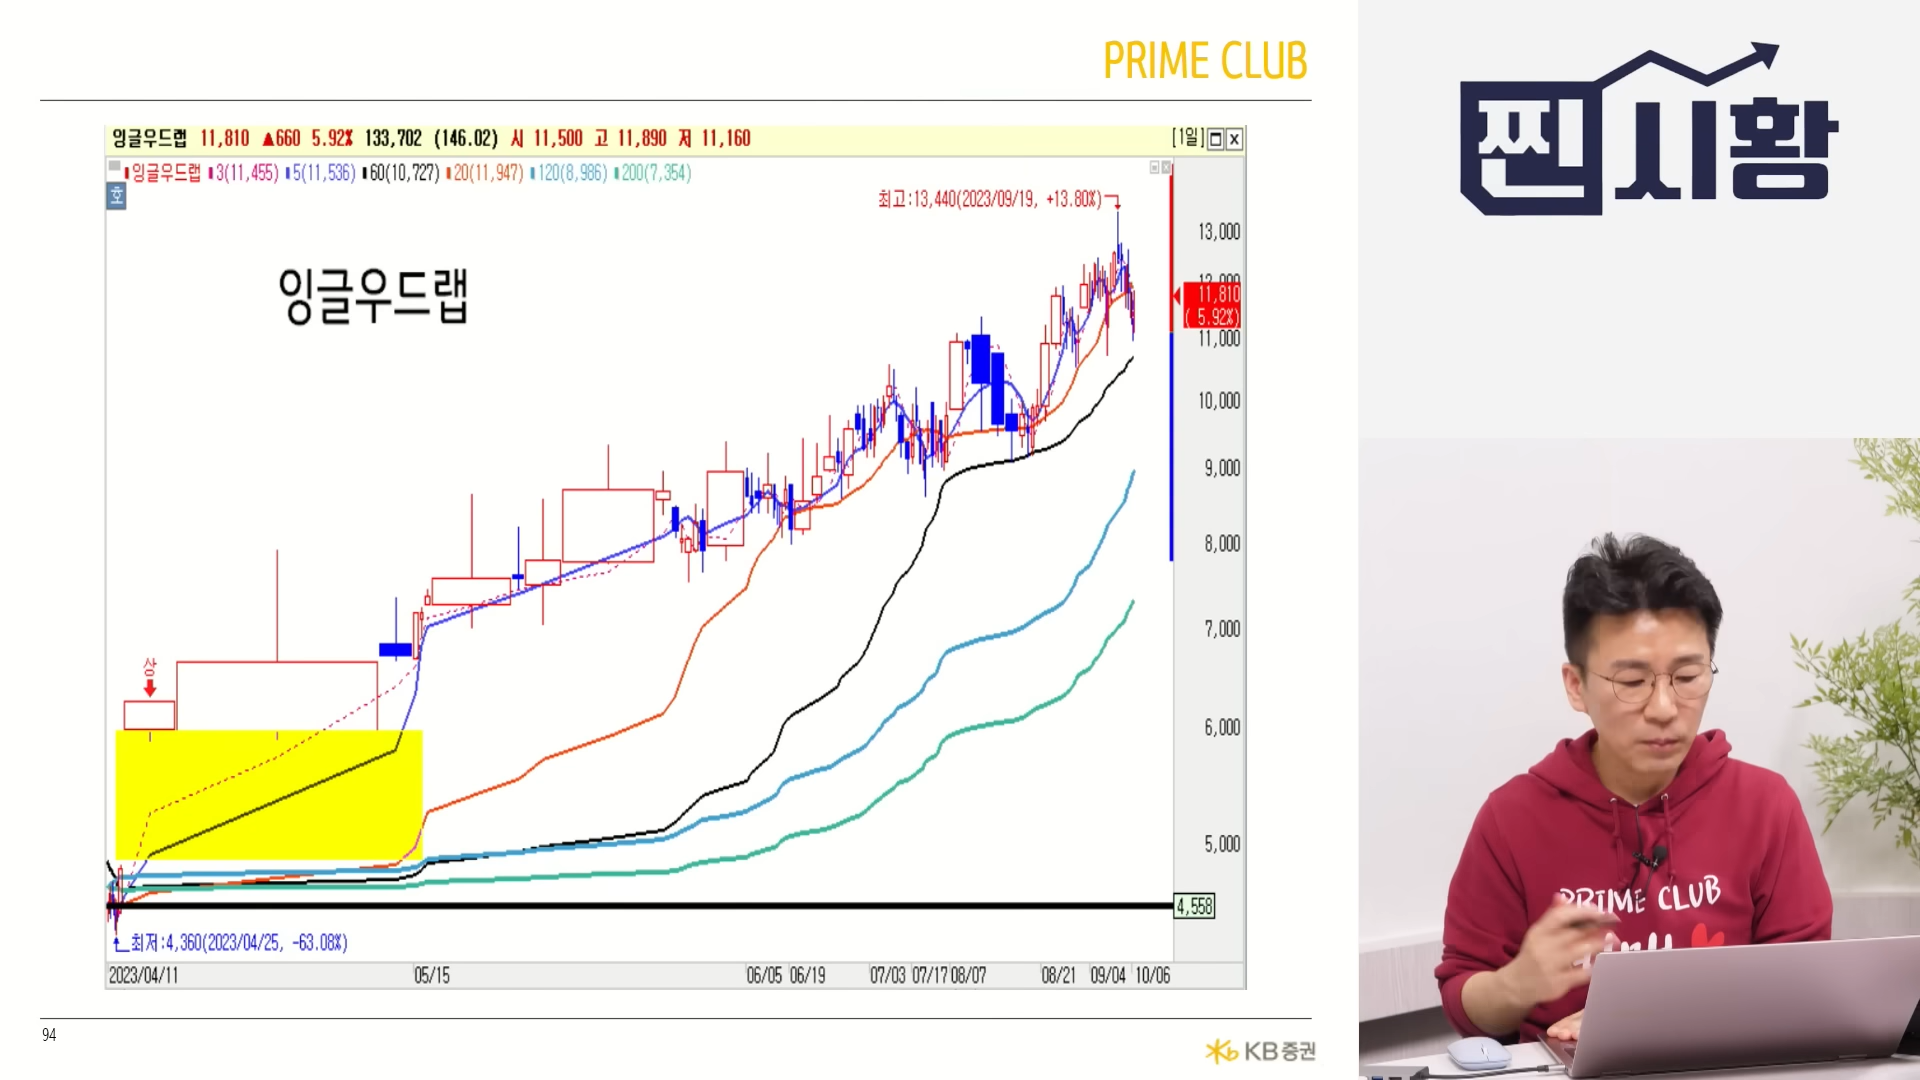 PRIME CLUB
잉글우드랩 11,810 ▲660 5.92% 133,702 (146.02) 시 11,500 고 11,890 저 11,160 [1일]
잉글우드랩 3(11,455) 5(11,536) 60(10,727) 20(11,947) 120(8,986) 200(7,354)
호
최고:13,440(2023/09/19, +13.80%)
잉글우드랩
상
13,000
12,000
11,810
( 5.92%)
11,000
10,000
9,000
8,000
7,000
6,000
5,000
4,558
최저:4,360(2023/04/25, -63.08%)
2023/04/11 05/15 06/05 06/19 07/03 07/17 08/07 08/21 09/04 10/06
94
KB증권
찐시황
PRIME CLUB